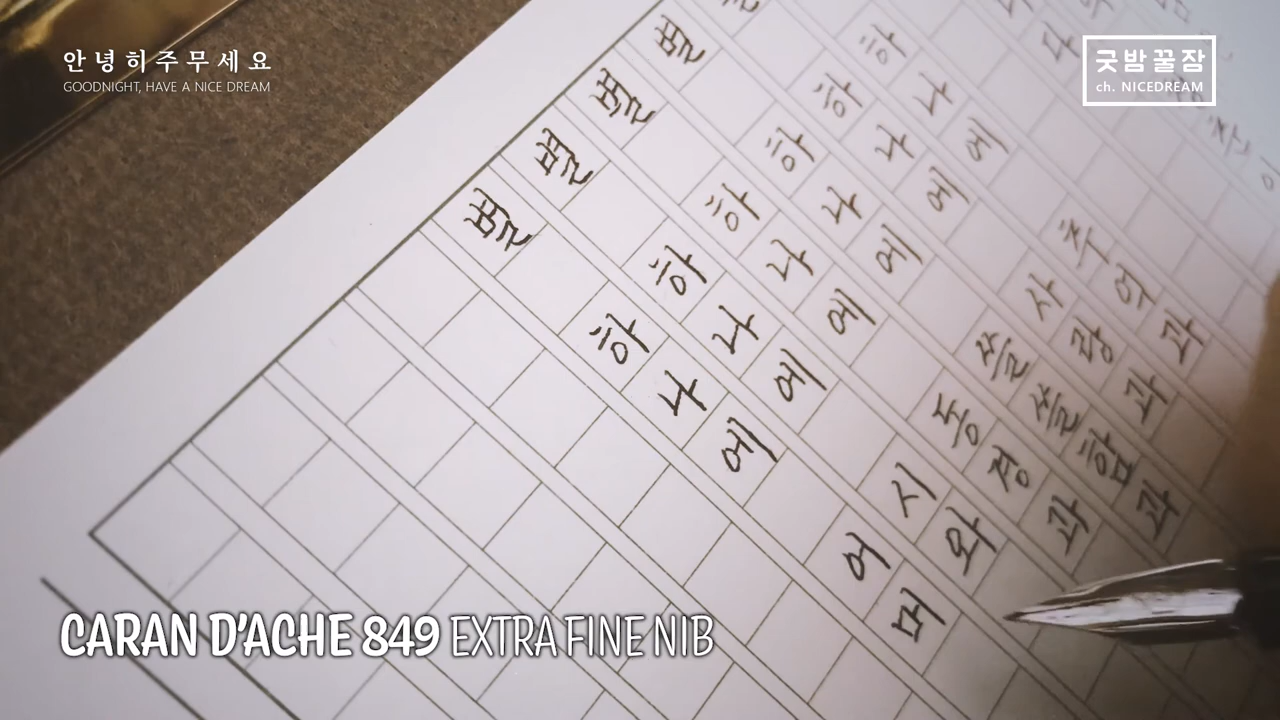 안녕히주무세요
GOODNIGHT, HAVE A NICE DREAM
굿밤꿀잠
ch. NICEDREAM
하나에 추억과
하나에 사랑과
별 하나에 쓸쓸함과
별 하나에 동경과
별 하나에 시와
별 하나에 어머
CARAN D'ACHE 849 EXTRA FINE NIB